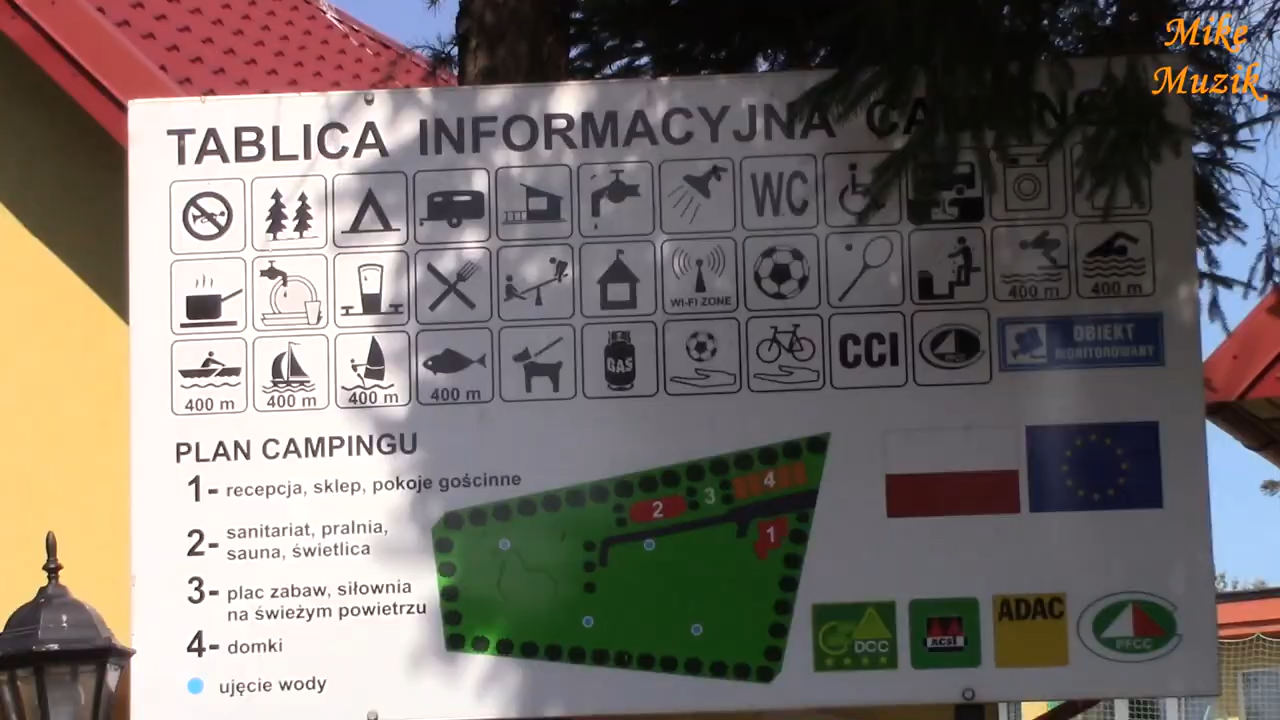 Mike
Muzik
TABLICA INFORMACYJNA
WC
WI-FI ZONE
400 m
400 m
GAS
CCI
OBIEKT
MONITOROWANY
400 m
400 m
400 m
400 m
PLAN CAMPINGU
1- recepcja, sklep, pokoje gościnne
2- sanitariat, pralnia,
sauna, świetlica
3- plac zabaw, siłownia
na świeżym powietrzu
4- domki
ujęcie wody
4
3
2
1
DCC
ACSI
ADAC
PFCC